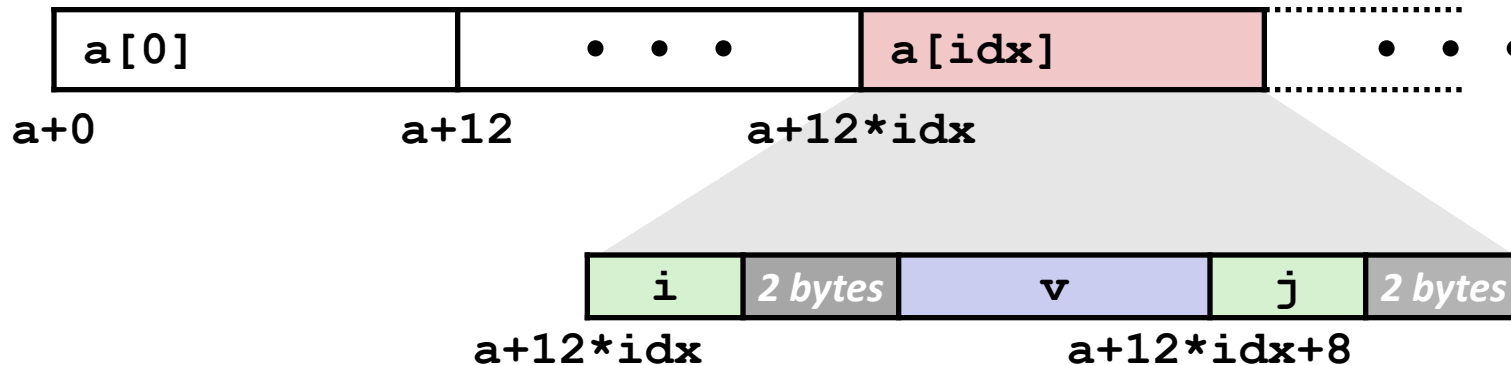 a[0] • • • a[idx] • • •
a+0 a+12 a+12*idx
i 2 bytes v j 2 bytes
a+12*idx a+12*idx+8